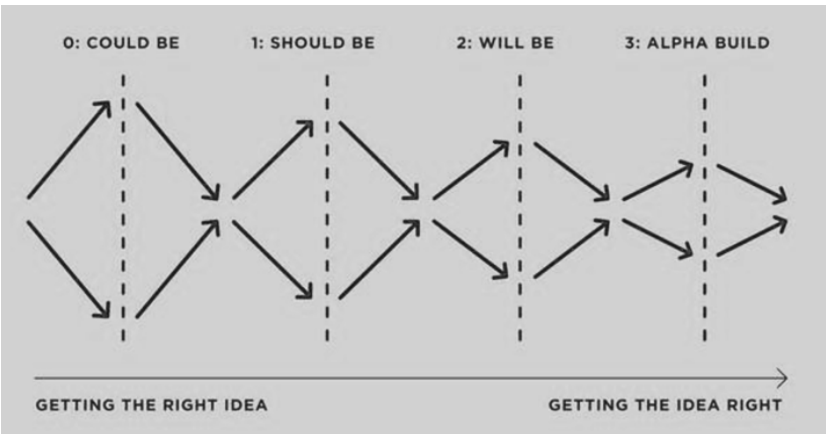 0: COULD BE
1: SHOULD BE
2: WILL BE
3: ALPHA BUILD
GETTING THE RIGHT IDEA
GETTING THE IDEA RIGHT